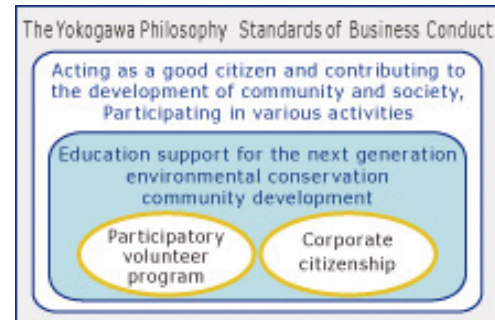 The Yokogawa Philosophy Standards of Business Conduct
Acting as a good citizen and contributing to
the development of community and society,
Participating in various activities
Education support for the next generation
environmental conservation
community development
Participatory
volunteer
program
Corporate
citizenship